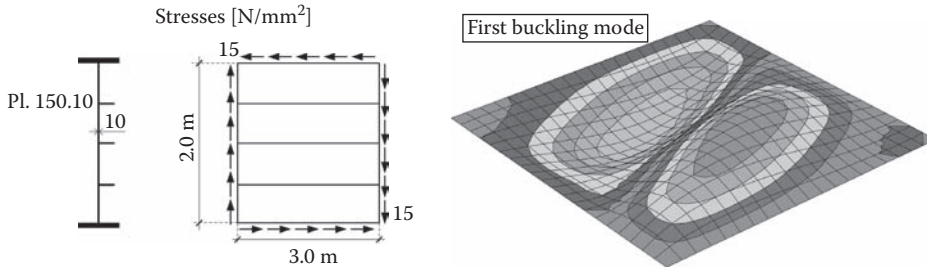 Stresses [N/mm²]
First buckling mode
15
Pl. 150.10
10
2.0 m
15
3.0 m